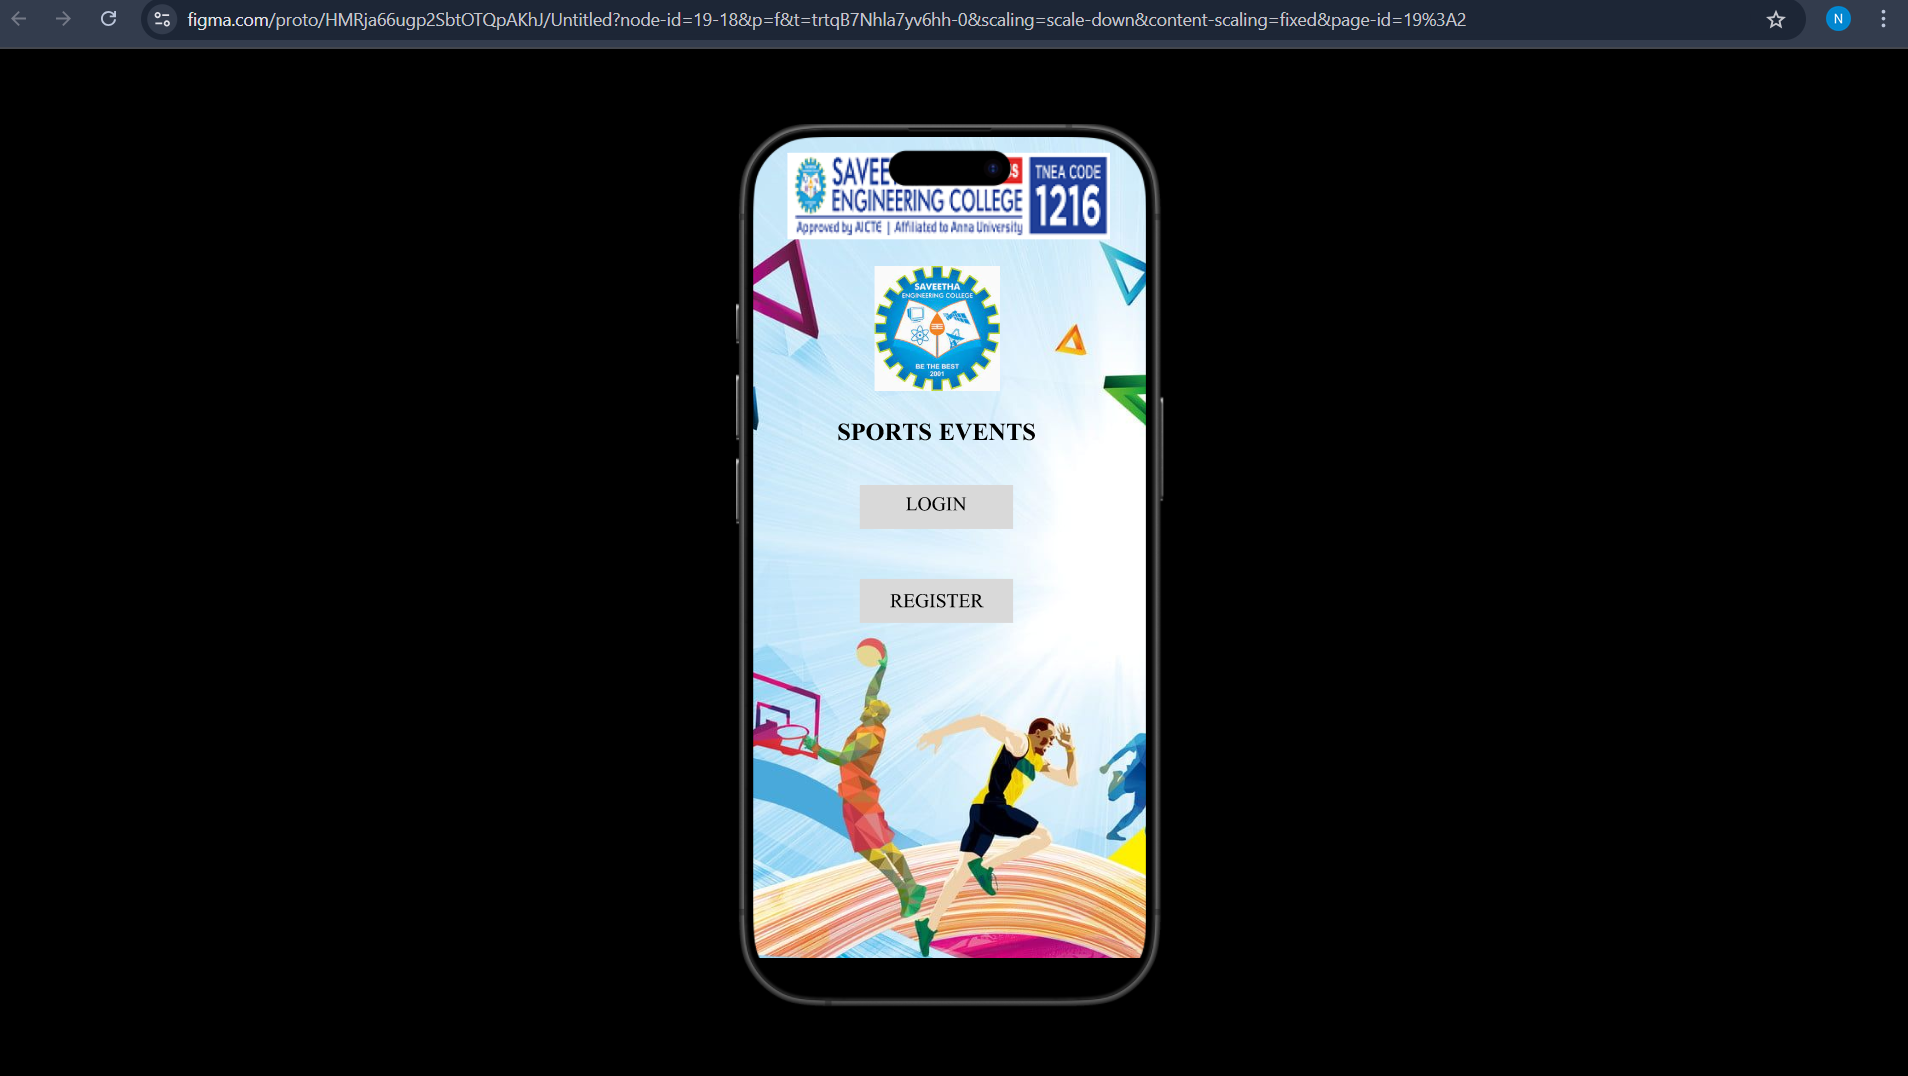 figma.com/proto/HMRja66ugp2SbtOTQpAKhJ/Untitled?node-id=19-18&p=f&t=trtqB7Nhla7yv6hh-0&scaling=scale-down&content-scaling=fixed&page-id=19%3A2
N
ENGINEERING COLLEGE
Approved by AICTE | Affiliated to Anna University
TNEA CODE
1216
SAVEETHA
ENGINEERING COLLEGE
BE THE BEST
2001
SPORTS EVENTS
LOGIN
REGISTER